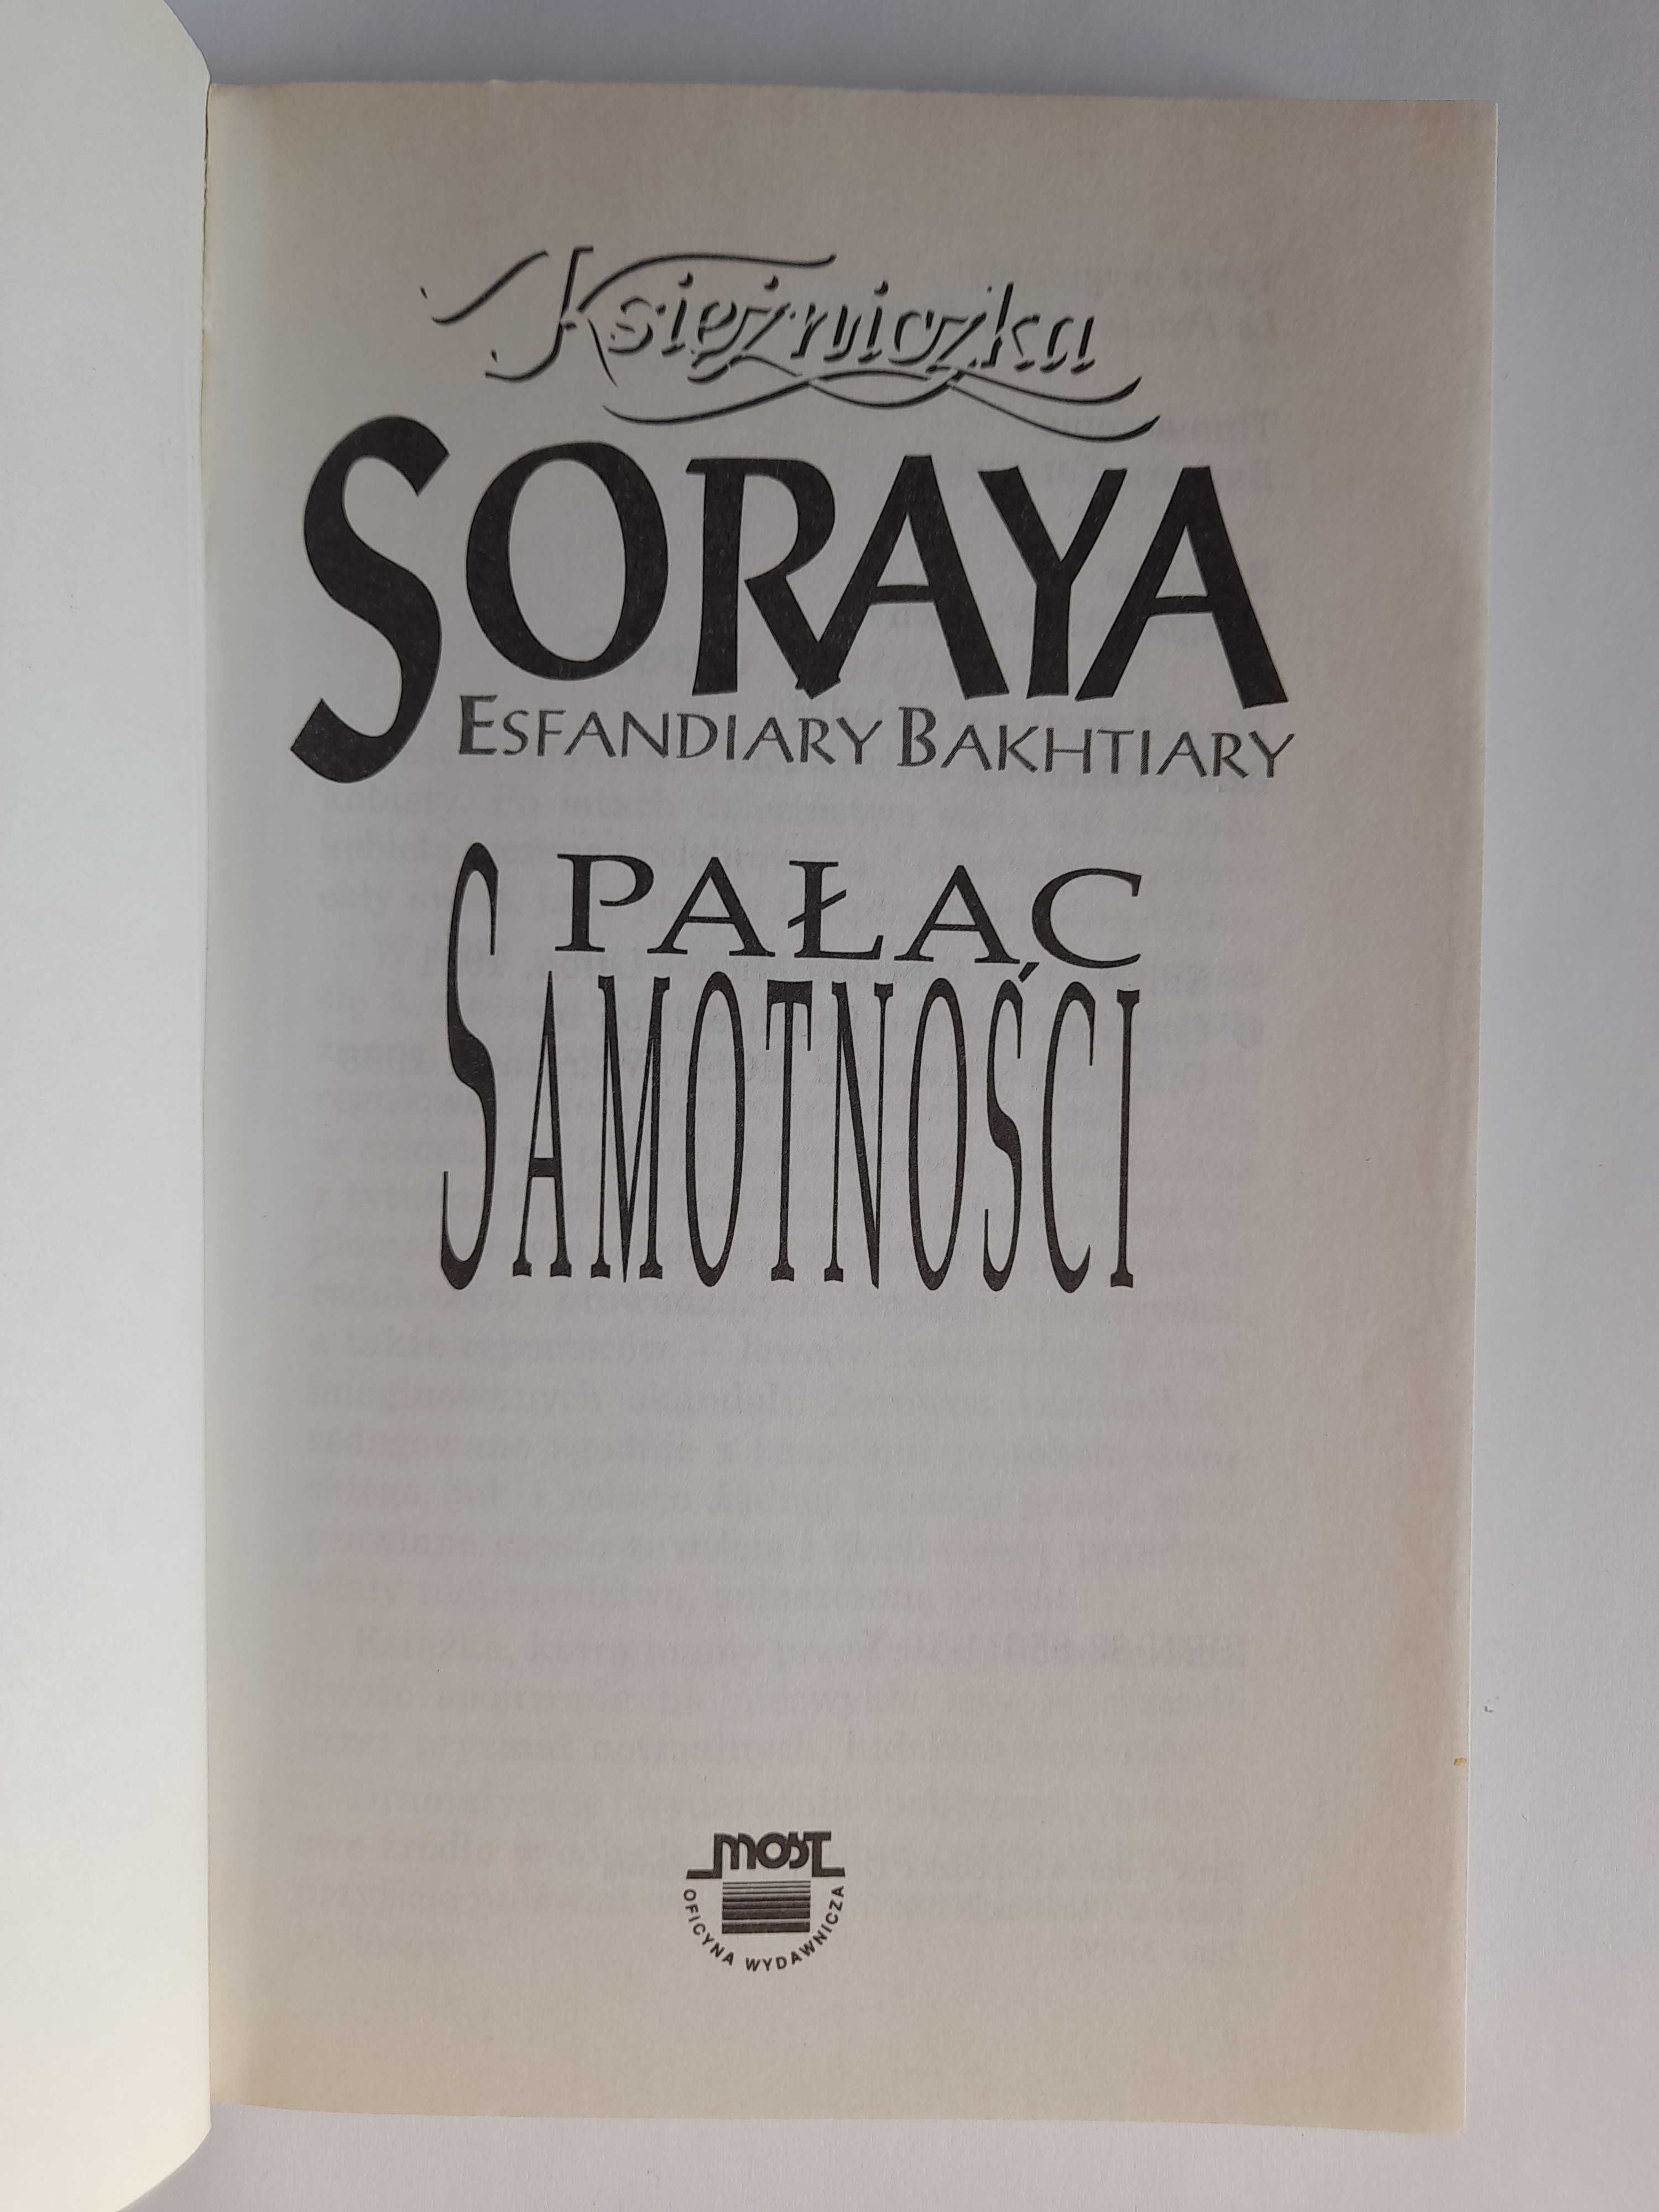 Księżniczka
SORAYA
ESFANDIARY BAKHTIARY
PAŁAC
SAMOTNOŚCI
MOST
OFICYNA WYDAWNICZA